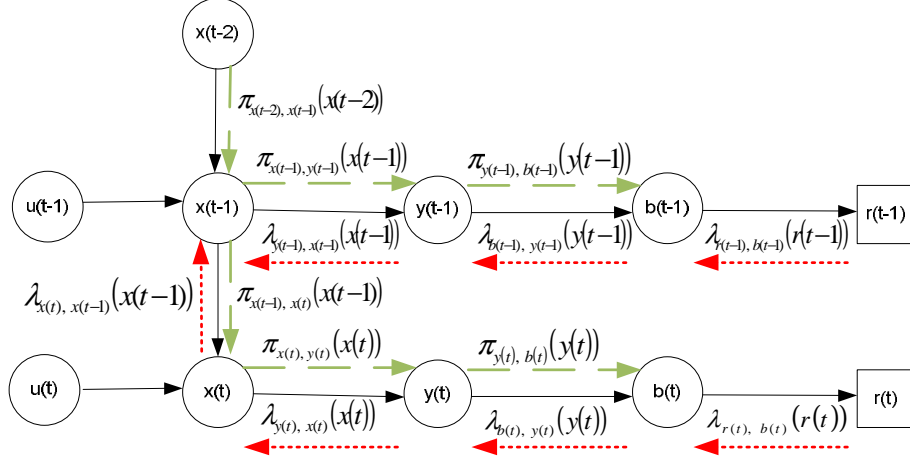 x(t-2)
π_{x(t−2), x(t−1)}(x(t−2))
π_{x(t−1), y(t−1)}(x(t−1)) π_{y(t−1), b(t−1)}(y(t−1))
u(t-1) x(t-1) y(t-1) b(t-1) r(t-1)
λ_{y(t−1), x(t−1)}(x(t−1)) λ_{b(t−1), y(t−1)}(y(t−1)) λ_{r(t−1), b(t−1)}(r(t−1))
λ_{x(t), x(t−1)}(x(t−1)) π_{x(t−1), x(t)}(x(t−1))
π_{x(t), y(t)}(x(t)) π_{y(t), b(t)}(y(t))
u(t) x(t) y(t) b(t) r(t)
λ_{y(t), x(t)}(x(t)) λ_{b(t), y(t)}(y(t)) λ_{r(t), b(t)}(r(t))